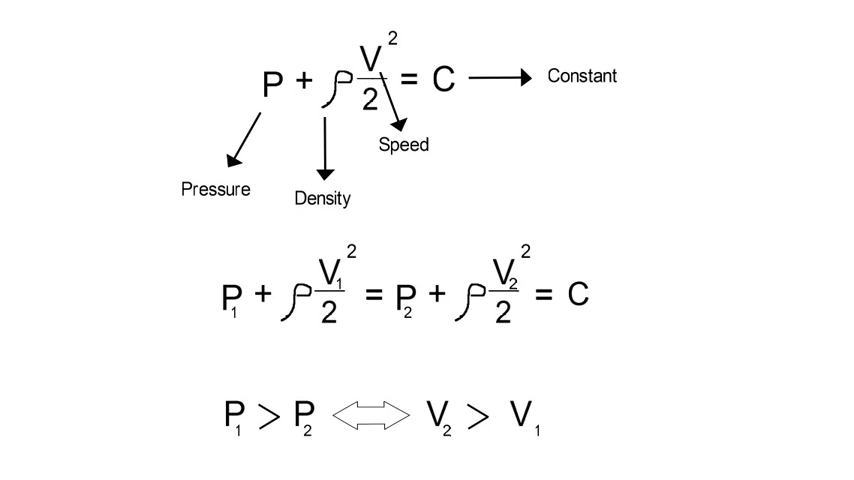 P + ρ V²/2 = C → Constant
Speed
Pressure
Density
P₁ + ρ V₁²/2 = P₂ + ρ V₂²/2 = C
P₁ > P₂ ⇔ V₂ > V₁